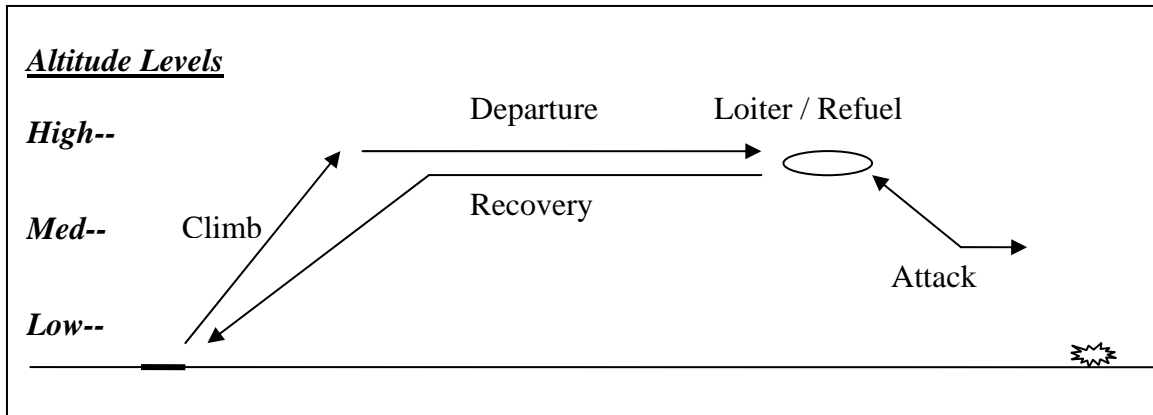 Altitude Levels
Departure Loiter / Refuel
High--
Recovery
Med-- Climb
Attack
Low--